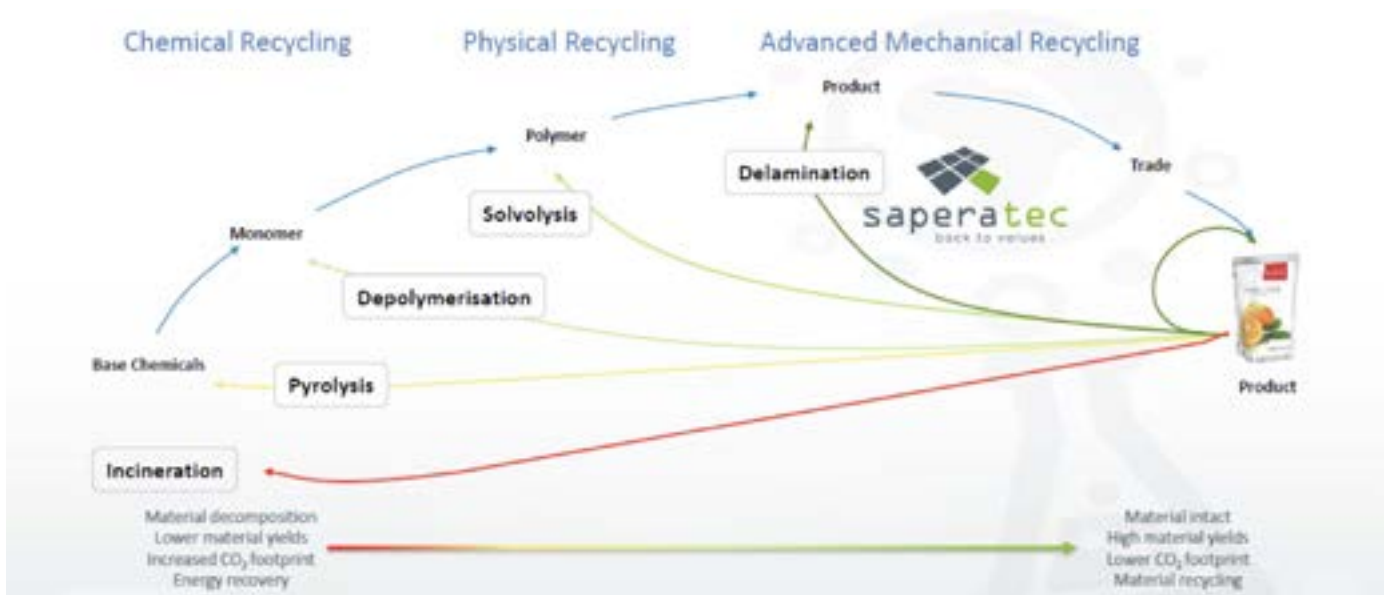 Chemical Recycling
Physical Recycling
Advanced Mechanical Recycling
Product
Polymer
Trade
Delamination
saperatec
back to values
Solvolysis
Monomer
Depolymerisation
Base Chemicals
Pyrolysis
Product
Incineration
Material decomposition
Lower material yields
Increased CO₂ footprint
Energy recovery
Material intact
High material yields
Lower CO₂ footprint
Material recycling